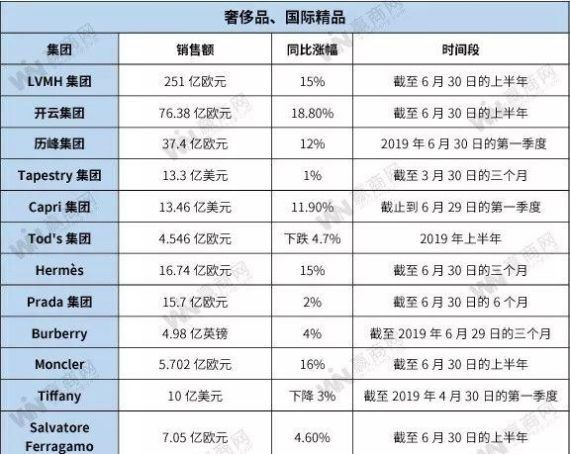 奢侈品、国际精品
集团 销售额 同比涨幅 时间段
LVMH 集团 251 亿欧元 15% 截至 6 月 30 日的上半年
开云集团 76.38 亿欧元 18.80% 截至 6 月 30 日的上半年
历峰集团 37.4 亿欧元 12% 2019 年 6 月 30 日的第一季度
Tapestry 集团 13.3 亿美元 1% 截至 3 月 30 日的三个月
Capri 集团 13.46 亿美元 11.90% 截止到 6 月 29 日的第一季度
Tod's 集团 4.546 亿欧元 下跌 4.7% 2019 年上半年
Hermès 16.74 亿欧元 15% 截至 6 月 30 日的三个月
Prada 集团 15.7 亿欧元 2% 截至 6 月 30 日的 6 个月
Burberry 4.98 亿英镑 4% 截至 2019 年 6 月 29 日的三个月
Moncler 5.702 亿欧元 16% 截至 6 月 30 日的上半年
Tiffany 10 亿美元 下降 3% 截至 2019 年 4 月 30 日的第一季度
Salvatore
Ferragamo 7.05 亿欧元 4.60% 截至 6 月 30 日的上半年